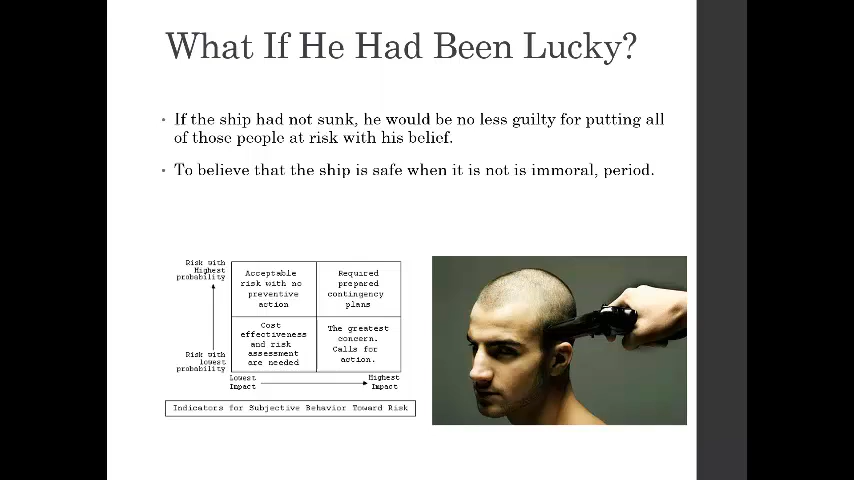 What If He Had Been Lucky?
• If the ship had not sunk, he would be no less guilty for putting all
of those people at risk with his belief.
• To believe that the ship is safe when it is not is immoral, period.
Risk with
Highest
probability
Acceptable
risk with no
preventive
action
Required
prepared
contingency
plans
Cost
effectiveness
and risk
assessment
are needed
The greatest
concern.
Calls for
action.
Risk with
lowest
probability
Lowest
Impact
Highest
Impact
Indicators for Subjective Behavior Toward Risk